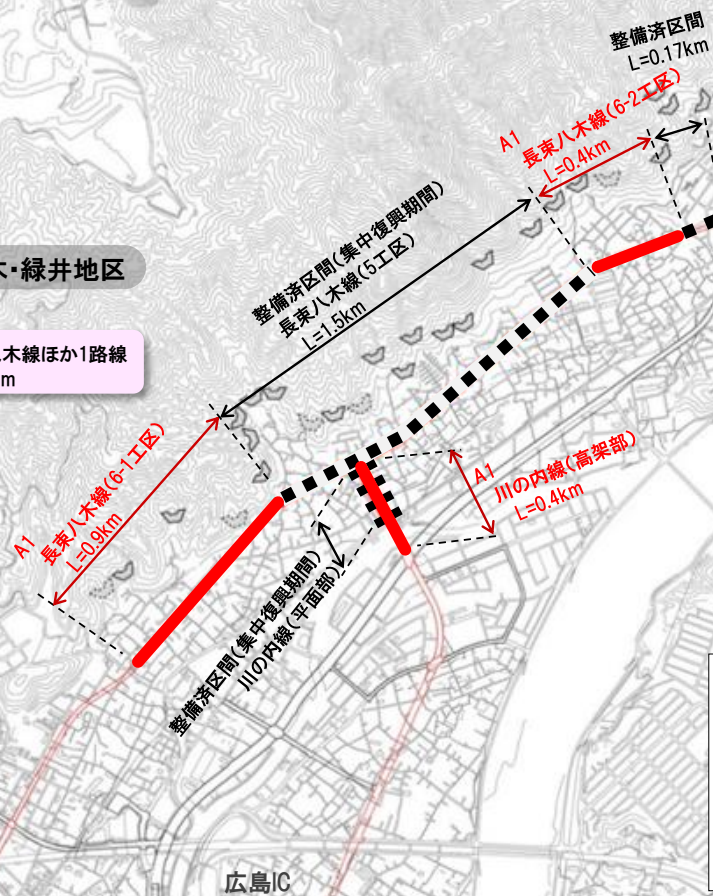 整備済区間
L=0.17km
A1
長束八木線(6-2工区)
L=0.4km
整備済区間(集中復興期間)
長束八木線(5工区)
L=1.5km
木・緑井地区
木線ほか1路線
m
A1
長束八木線(6-1工区)
L=0.9km
A1
川の内線(高架部)
L=0.4km
整備済区間(集中復興期間)
川の内線(平面部)
広島IC